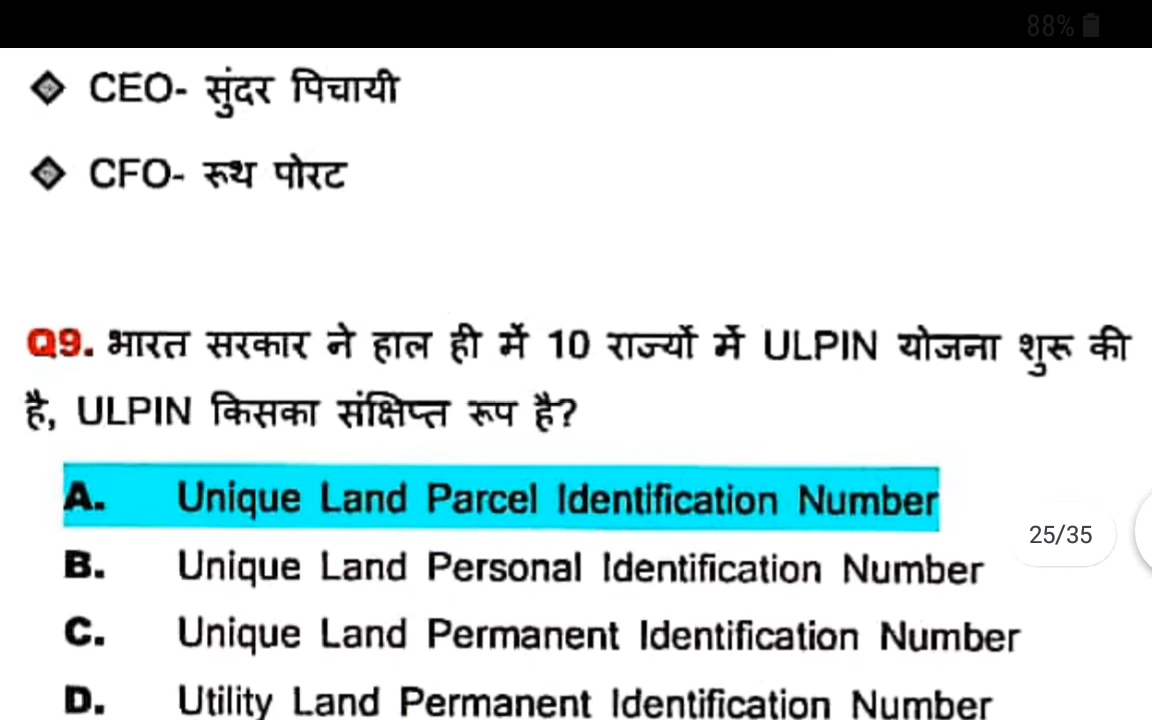 88%
CEO- सुंदर पिचायी
CFO- रूथ पोरट
Q9. भारत सरकार ने हाल ही में 10 राज्यों में ULPIN योजना शुरू की
है, ULPIN किसका संक्षिप्त रूप है?
A. Unique Land Parcel Identification Number
25/35
B. Unique Land Personal Identification Number
C. Unique Land Permanent Identification Number
D. Utility Land Permanent Identification Number